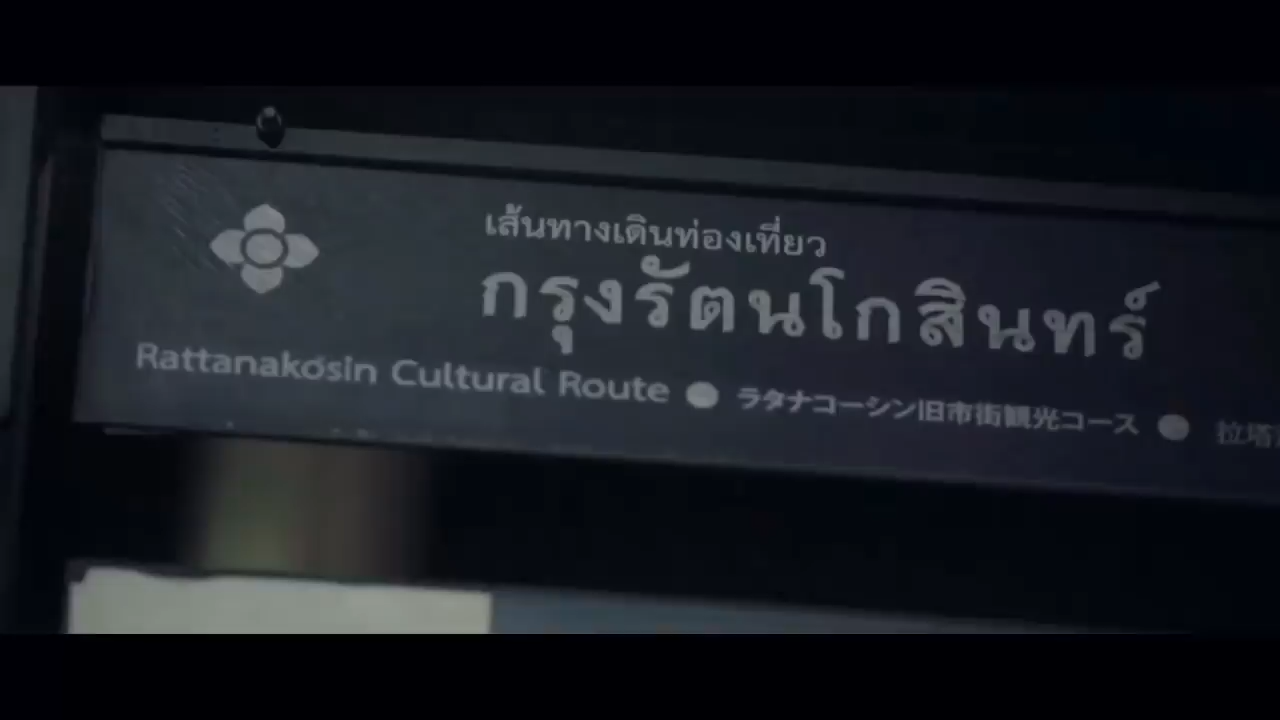 เส้นทางเดินท่องเที่ยว
กรุงรัตนโกสินทร์
Rattanakosin Cultural Route ● ラタナコーシン旧市街観光コース ● 拉塔